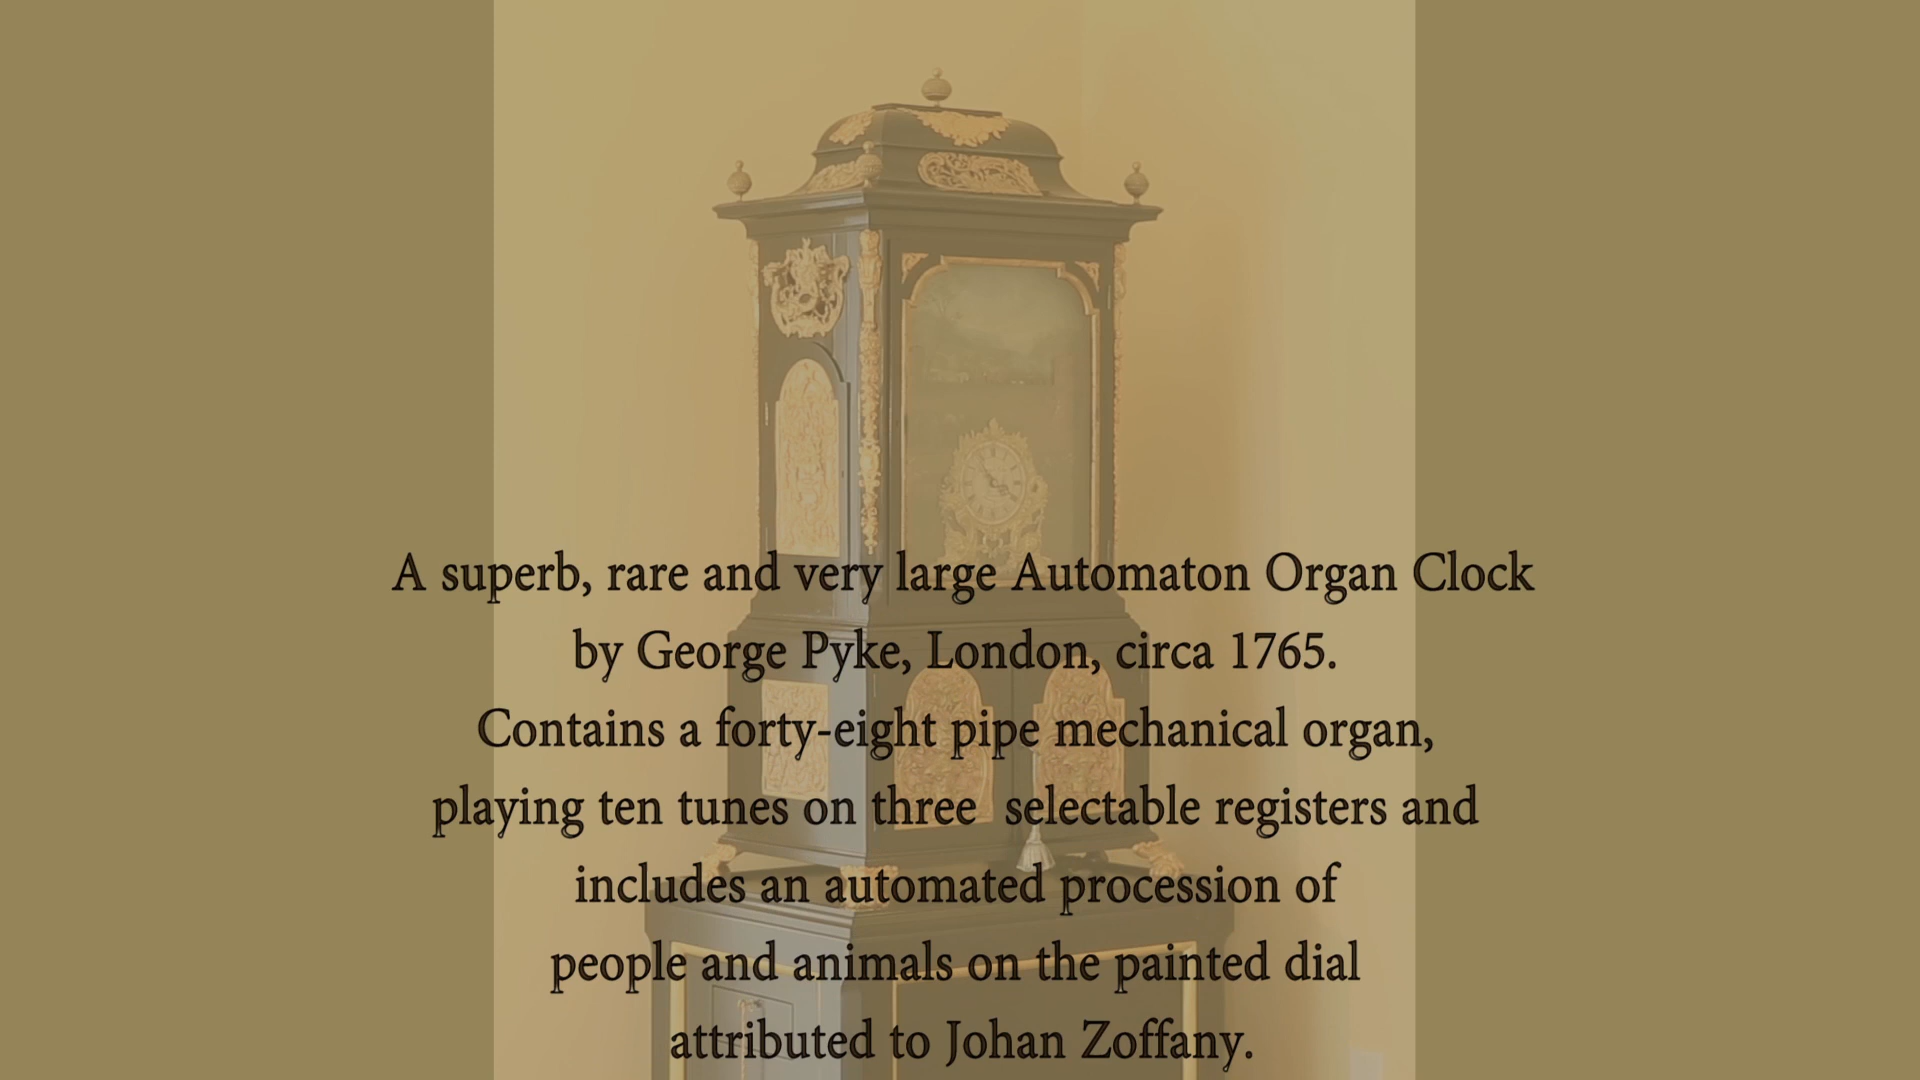 A superb, rare and very large Automaton Organ Clock
by George Pyke, London, circa 1765.
Contains a forty-eight pipe mechanical organ,
playing ten tunes on three  selectable registers and
includes an automated procession of
people and animals on the painted dial
attributed to Johan Zoffany.